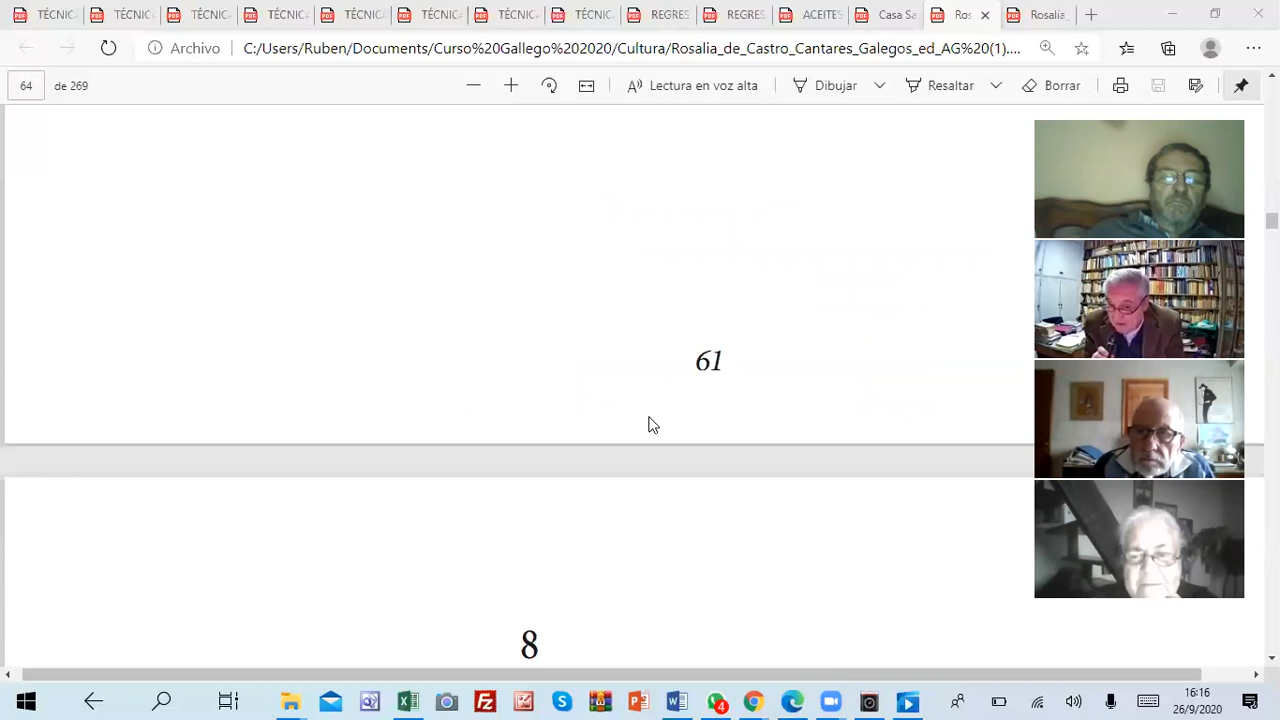 TÉCNIC
TÉCNIC
TÉCNIC
TÉCNIC
TÉCNIC
TÉCNIC
TÉCNIC
TÉCNIC
REGRES
REGRES
ACEITES
Casa Sa
Ros
Rosalia_
Archivo
C:/Users/Ruben/Documents/Curso%20Gallego%202020/Cultura/Rosalia_de_Castro_Cantares_Galegos_ed_AG%20(1)....
64 de 269
Lectura en voz alta
Dibujar
Resaltar
Borrar
61
8
4
16:16
26/9/2020